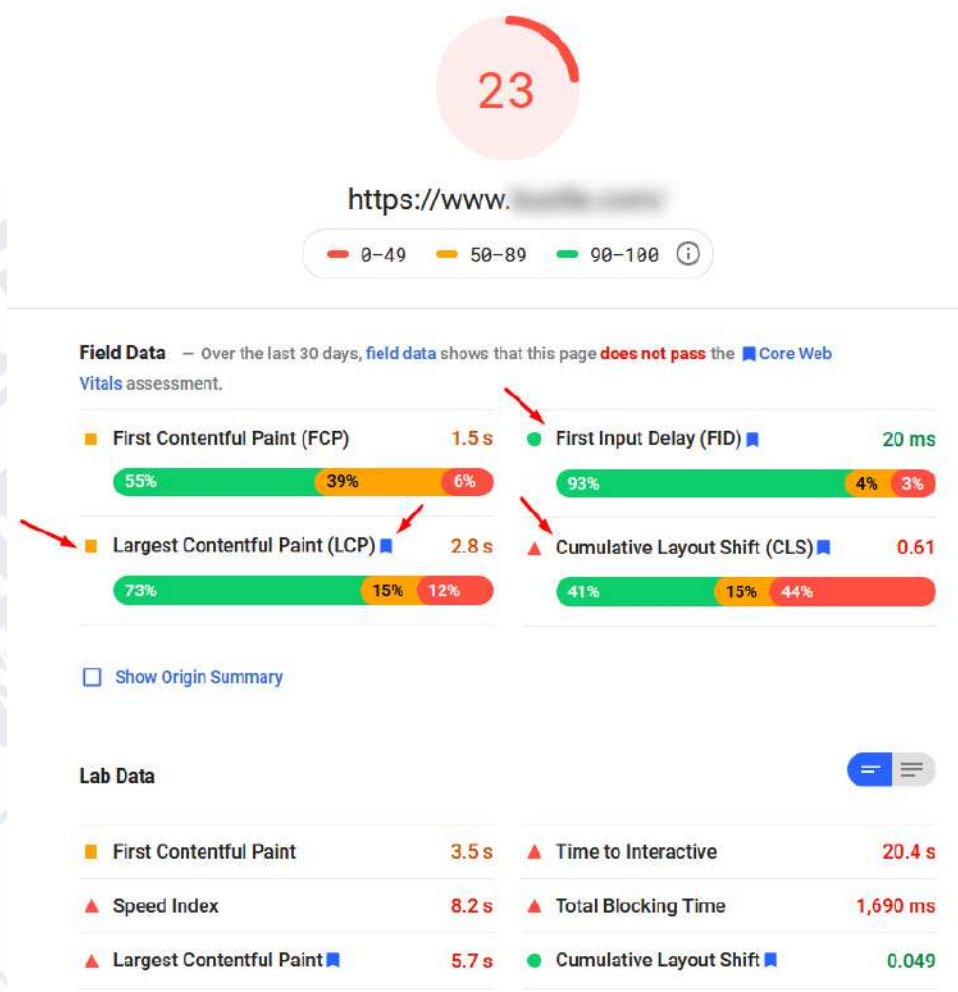 23
https://www.
0–49 50–89 90–100
Field Data — Over the last 30 days, field data shows that this page does not pass the Core Web
Vitals assessment.
First Contentful Paint (FCP) 1.5 s
55% 39% 6%
First Input Delay (FID) 20 ms
93% 4% 3%
Largest Contentful Paint (LCP) 2.8 s
73% 15% 12%
Cumulative Layout Shift (CLS) 0.61
41% 15% 44%
Show Origin Summary
Lab Data
First Contentful Paint 3.5 s
Time to Interactive 20.4 s
Speed Index 8.2 s
Total Blocking Time 1,690 ms
Largest Contentful Paint 5.7 s
Cumulative Layout Shift 0.049